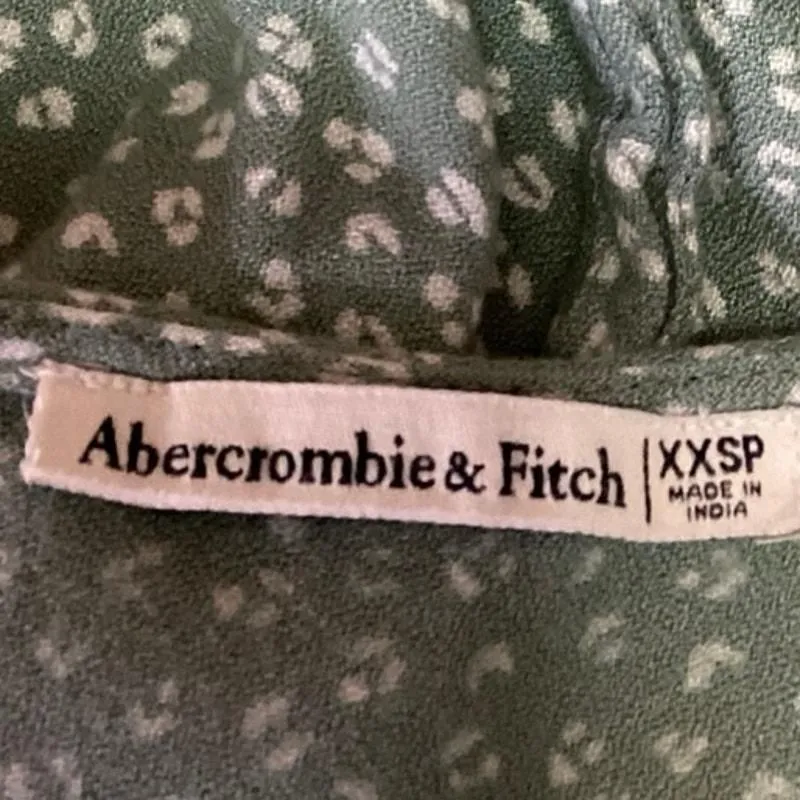 Abercrombie & Fitch | XXSP
MADE IN
INDIA